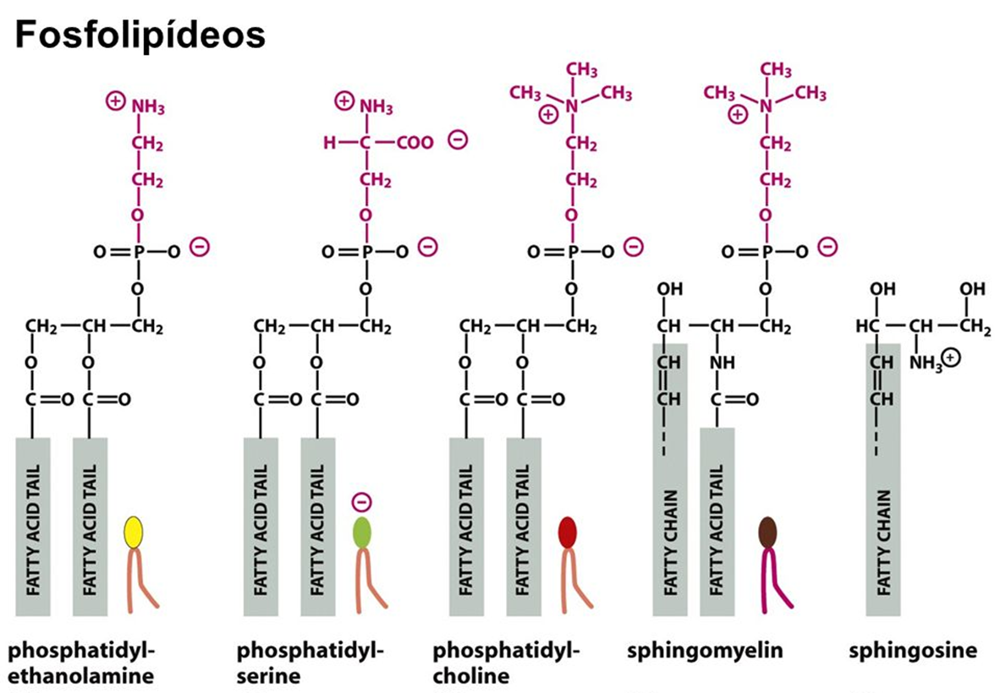 Fosfolipídeos
CH3 CH3
⊕ NH3 ⊕ NH3 CH3 N CH3 CH3 N CH3
⊕ ⊕
CH2 H—C—COO ⊖ CH2 CH2
CH2 CH2 CH2 CH2
O O O O
O=P—O ⊖ O=P—O ⊖ O=P—O ⊖ O=P—O ⊖
O O O OH O OH OH
CH2—CH—CH2 CH2—CH—CH2 CH2—CH—CH2 CH—CH—CH2 HC—CH—CH2
O O O O O O CH NH CH NH3⊕
C=O C=O C=O C=O C=O C=O CH C=O CH
FATTY ACID TAIL FATTY ACID TAIL FATTY ACID TAIL FATTY ACID TAIL FATTY ACID TAIL FATTY ACID TAIL FATTY CHAIN FATTY ACID TAIL FATTY CHAIN
⊖
phosphatidyl-
ethanolamine
phosphatidyl-
serine
phosphatidyl-
choline
sphingomyelin
sphingosine